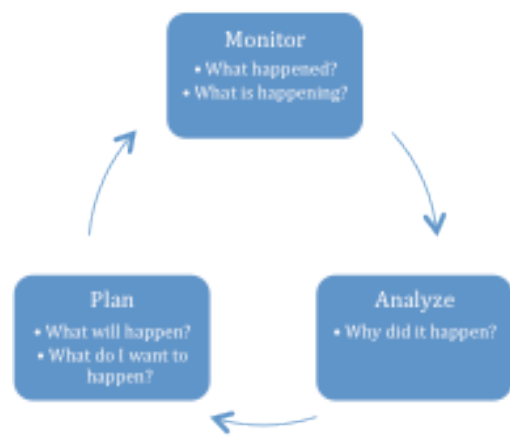 Monitor
• What happened?
• What is happening?
Plan
• What will happen?
• What do I want to
happen?
Analyze
• Why did it happen?